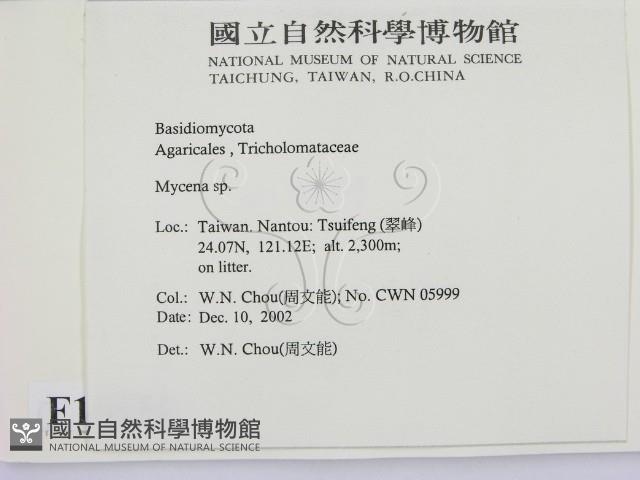 國立自然科學博物館
NATIONAL MUSEUM OF NATURAL SCIENCE
TAICHUNG, TAIWAN, R.O.CHINA
Basidiomycota
Agaricales , Tricholomataceae
Mycena sp.
Loc.: Taiwan. Nantou: Tsuifeng (翠峰)
24.07N, 121.12E; alt. 2,300m;
on litter.
Col.: W.N. Chou(周文能); No. CWN 05999
Date: Dec. 10, 2002
Det.: W.N. Chou(周文能)
F1
國立自然科學博物館
NATIONAL MUSEUM OF NATURAL SCIENCE